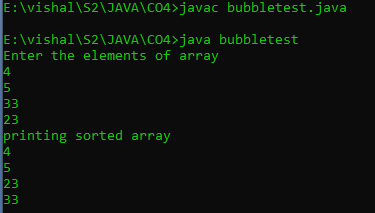 E:\vishal\S2\JAVA\CO4>javac bubbletest.java
E:\vishal\S2\JAVA\CO4>java bubbletest
Enter the elements of array
4
5
33
23
printing sorted array
4
5
23
33